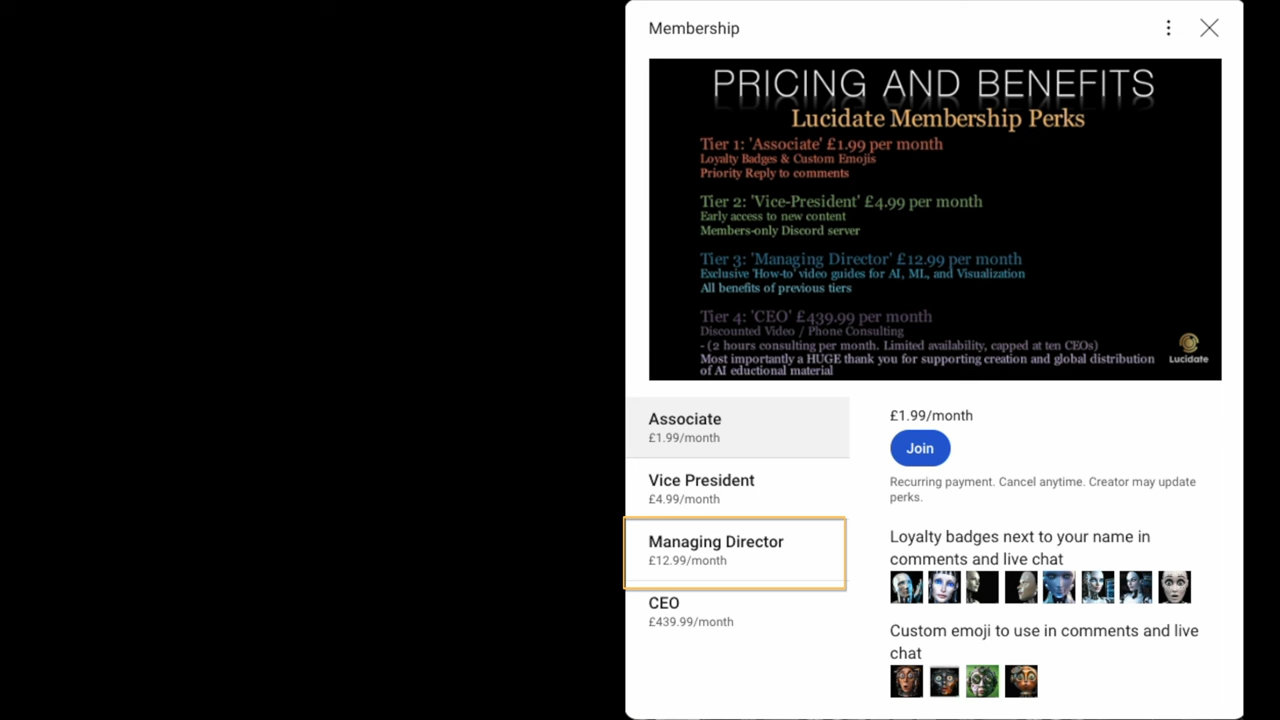 Membership
PRICING AND BENEFITS
Lucidate Membership Perks
Tier 1: 'Associate' £1.99 per month
Loyalty Badges & Custom Emojis
Priority Reply to comments
Tier 2: 'Vice-President' £4.99 per month
Early access to new content
Members-only Discord server
Tier 3: 'Managing Director' £12.99 per month
Exclusive 'How-to' video guides for AI, ML, and Visualization
All benefits of previous tiers
Tier 4: 'CEO' £439.99 per month
Discounted Video / Phone Consulting
- (2 hours consulting per month. Limited availability, capped at ten CEOs)
Most importantly a HUGE thank you for supporting creation and global distribution
of AI eductional material
Lucidate
Associate
£1.99/month
Vice President
£4.99/month
Managing Director
£12.99/month
CEO
£439.99/month
£1.99/month
Join
Recurring payment. Cancel anytime. Creator may update
perks.
Loyalty badges next to your name in
comments and live chat
Custom emoji to use in comments and live
chat